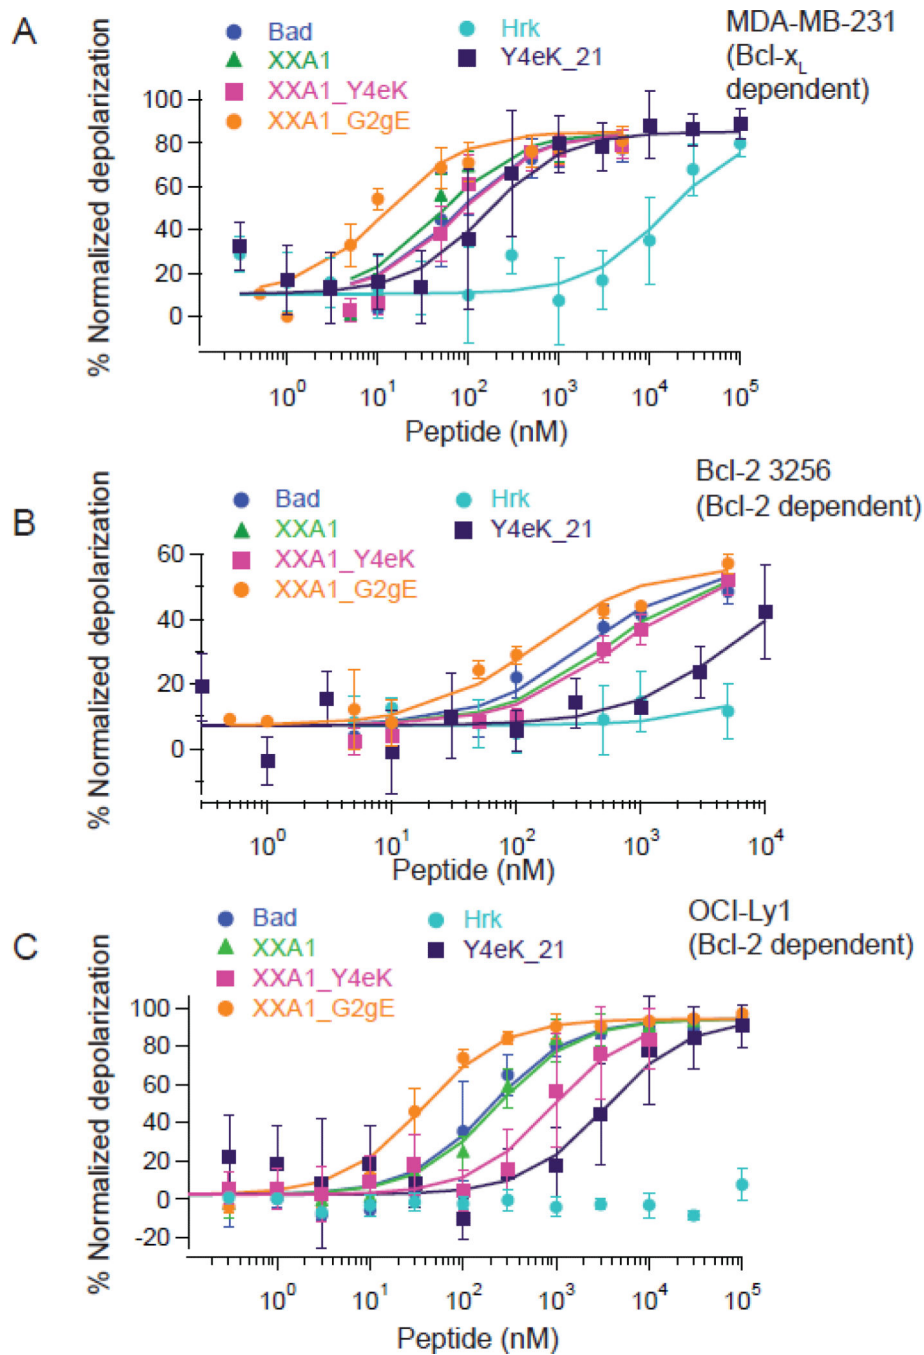 A
Bad
XXA1
XXA1_Y4eK
XXA1_G2gE
Hrk
Y4eK_21
MDA-MB-231
(Bcl-xL
dependent)
% Normalized depolarization
100
80
60
40
20
0
10⁰ 10¹ 10² 10³ 10⁴ 10⁵
Peptide (nM)
B
Bad
XXA1
XXA1_Y4eK
XXA1_G2gE
Hrk
Y4eK_21
Bcl-2 3256
(Bcl-2 dependent)
% Normalized depolarization
60
40
20
0
10⁰ 10¹ 10² 10³ 10⁴
Peptide (nM)
C
Bad
XXA1
XXA1_Y4eK
XXA1_G2gE
Hrk
Y4eK_21
OCI-Ly1
(Bcl-2 dependent)
% Normalized depolarization
100
80
60
40
20
0
-20
10⁰ 10¹ 10² 10³ 10⁴ 10⁵
Peptide (nM)